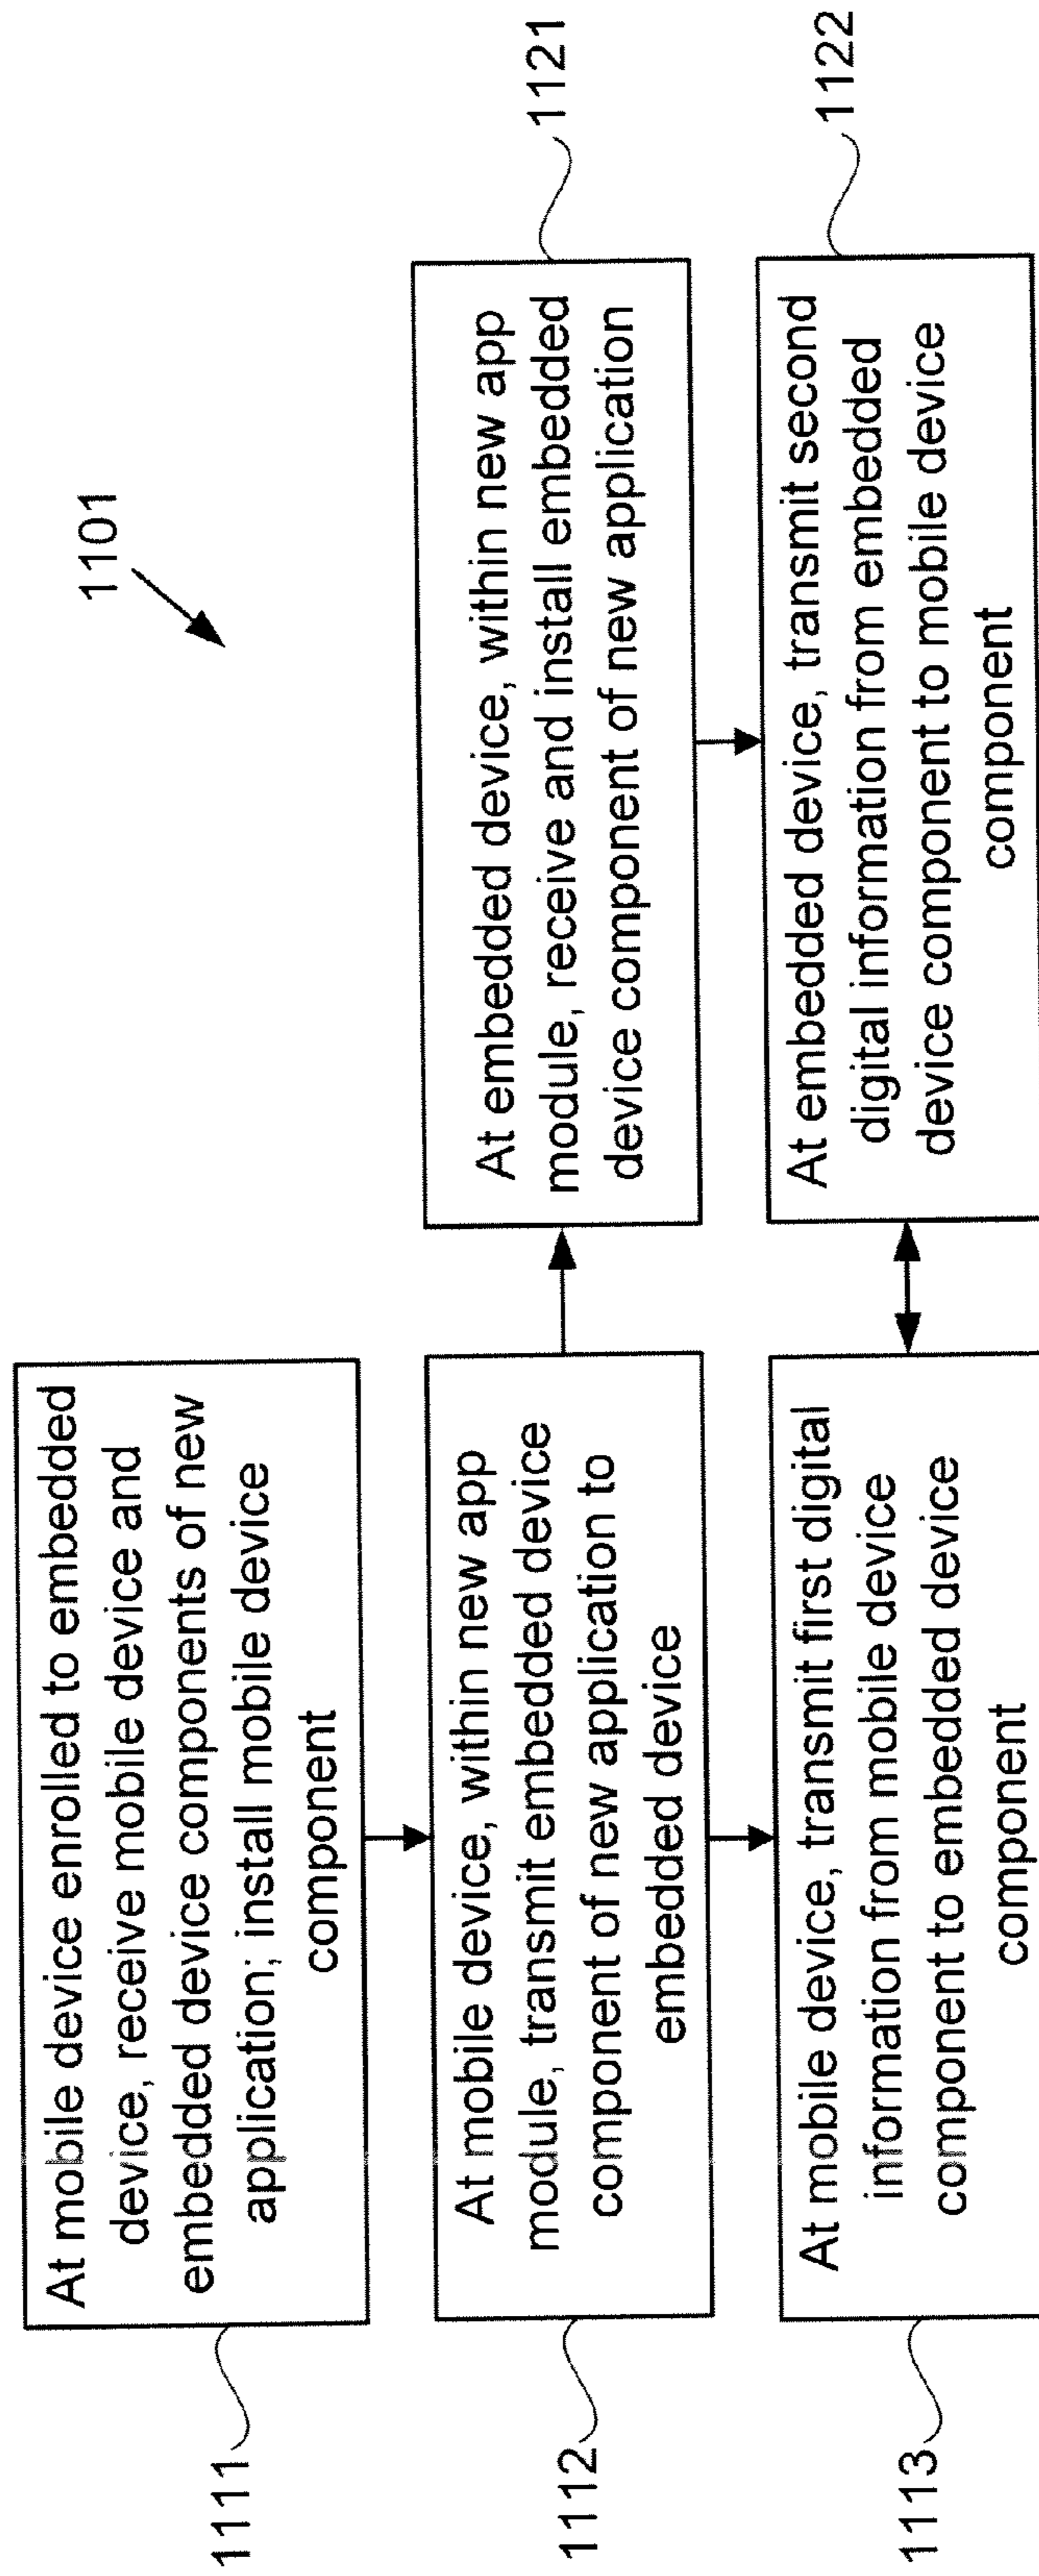 1101
1111
At mobile device enrolled to embedded
device, receive mobile device and
embedded device components of new
application; install mobile device
component
1112
At mobile device, within new app
module, transmit embedded device
component of new application to
embedded device
At embedded device, within new app
module, receive and install embedded
device component of new application
1121
1113
At mobile device, transmit first digital
information from mobile device
component to embedded device
component
At embedded device, transmit second
digital information from embedded
device component to mobile device
component
1122